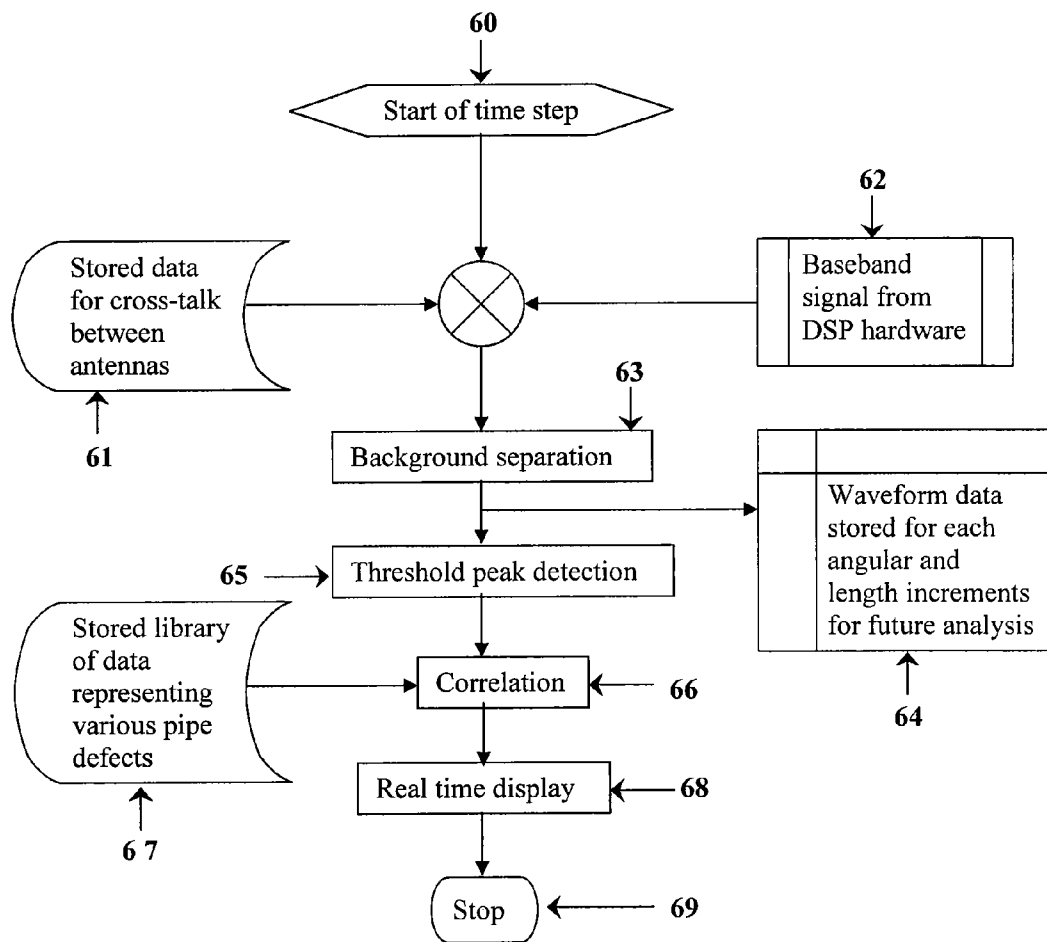 60
Start of time step
62
Stored data
for cross-talk
between
antennas
Baseband
signal from
DSP hardware
61
63
Background separation
Waveform data
stored for each
angular and
length increments
for future analysis
65
Threshold peak detection
Stored library
of data
representing
various pipe
defects
Correlation
66
64
Real time display
68
6 7
Stop
69